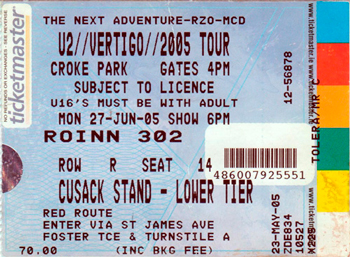 THE NEXT ADVENTURE-RZO-MCD
U2//VERTIGO//2005 TOUR
CROKE PARK GATES 4PM
SUBJECT TO LICENCE
U16'S MUST BE WITH ADULT
MON 27-JUN-05 SHOW 6PM
ROINN 302
ROW R SEAT 14
CUSACK STAND - LOWER TIER
RED ROUTE
ENTER VIA ST JAMES AVE
FOSTER TCE & TURNSTILE A
70.00 (INC BKG FEE)
ticketmaster
NO REFUNDS OR EXCHANGES
486007925551
12-56878
TOLERA, MR C
23-MAY-05
ZDE834
10527
www.ticketmaster.ie